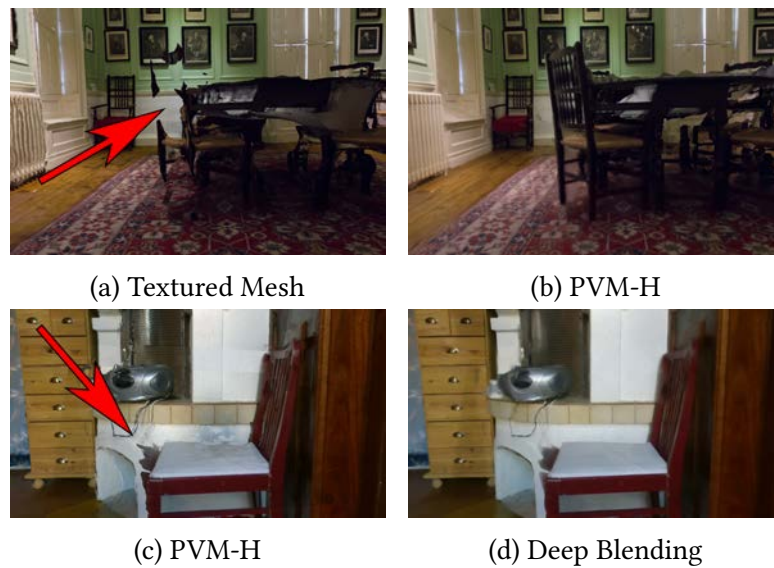 (a) Textured Mesh
(b) PVM-H
(c) PVM-H
(d) Deep Blending